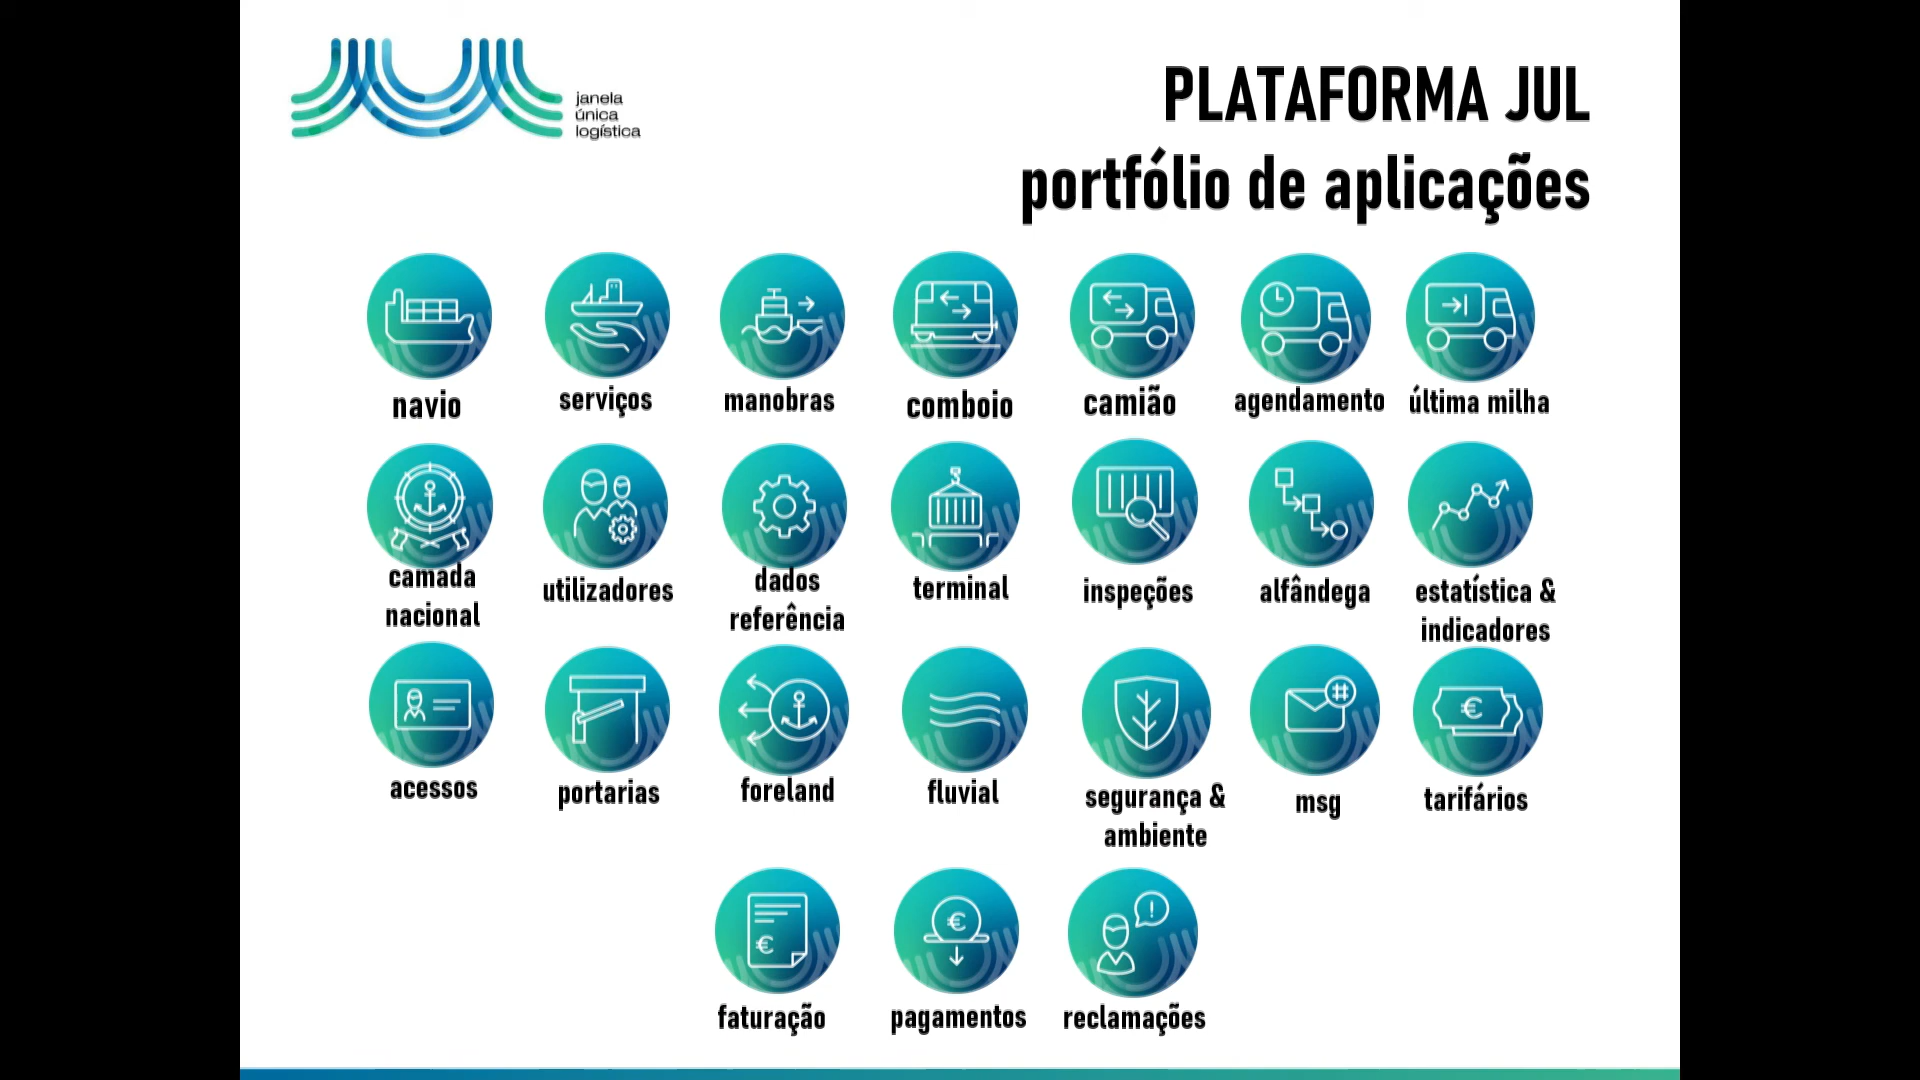 janela
única
logística
PLATAFORMA JUL
portfólio de aplicações
navio
serviços
manobras
comboio
camião
agendamento
última milha
camada
nacional
utilizadores
dados
referência
terminal
inspeções
alfândega
estatística &
indicadores
acessos
portarias
foreland
fluvial
segurança &
ambiente
msg
tarifários
faturação
pagamentos
reclamações